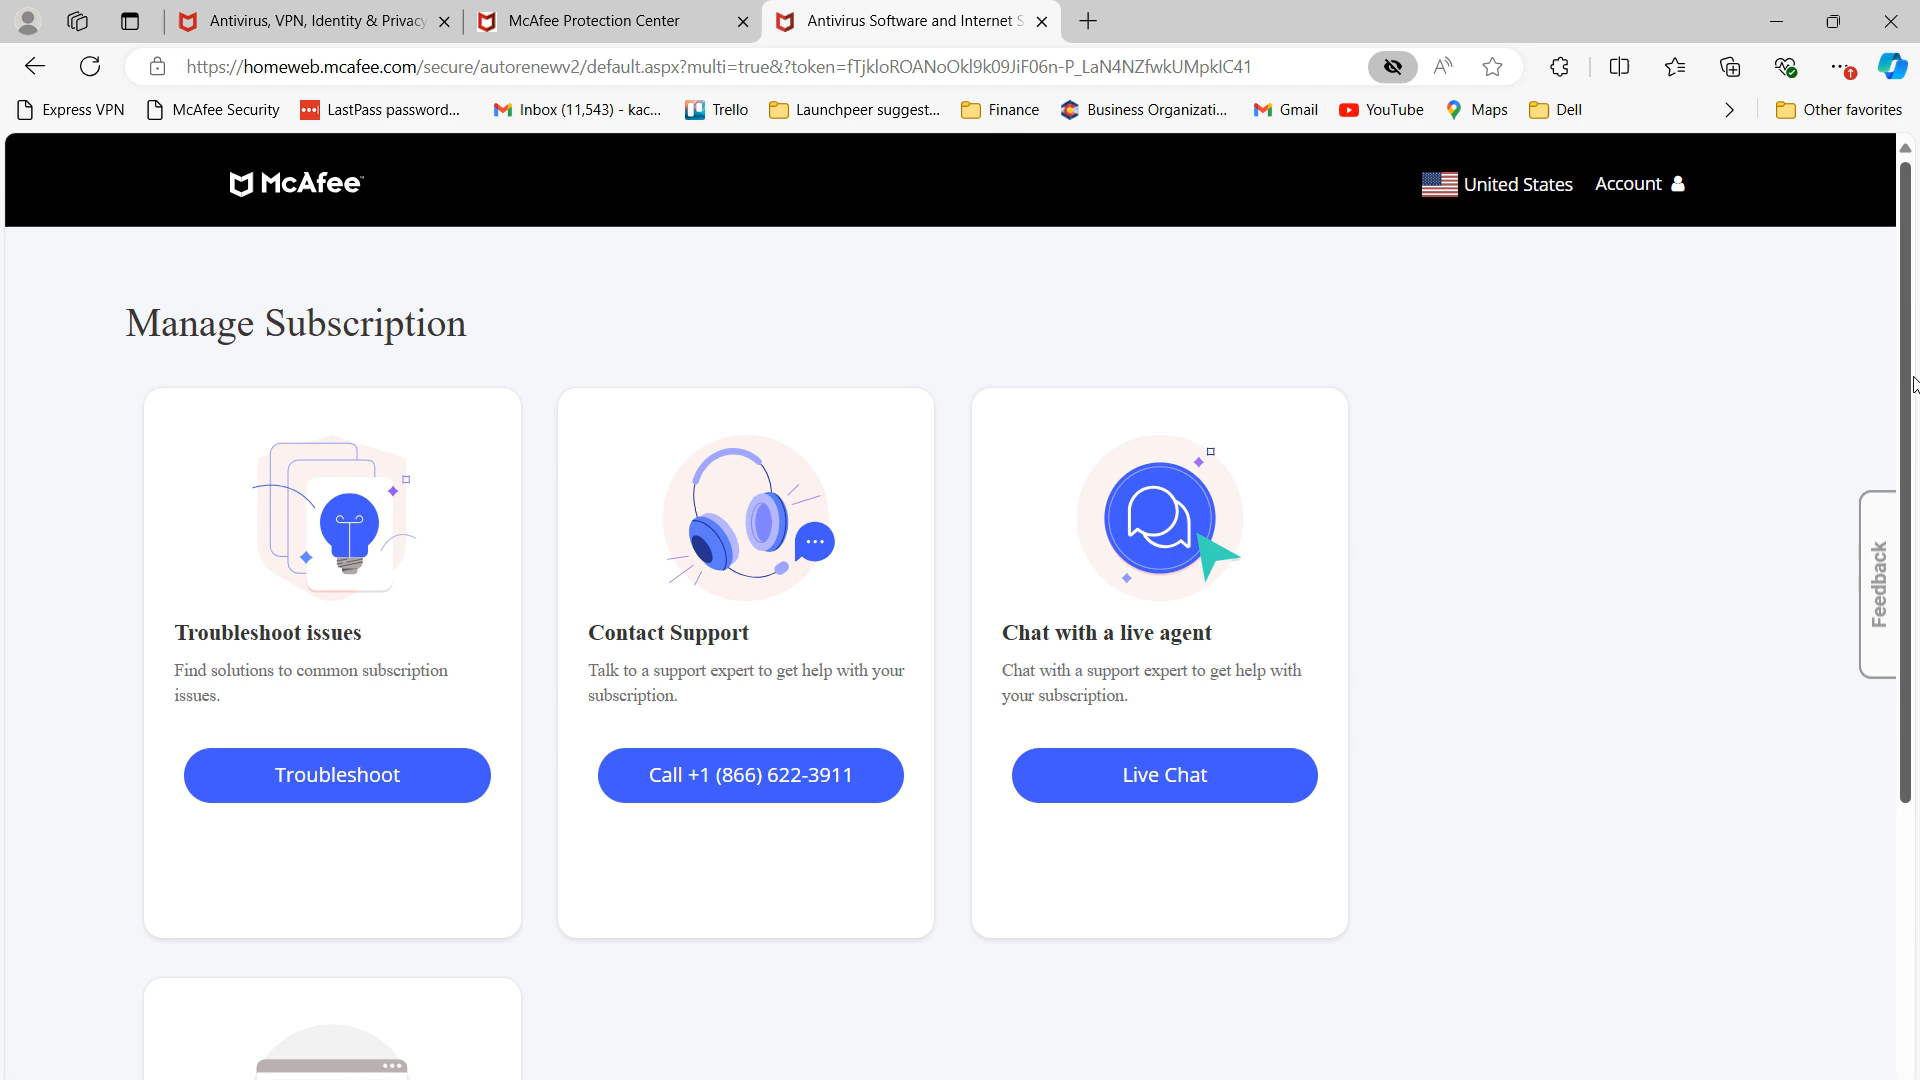 Antivirus, VPN, Identity & Privacy
McAfee Protection Center
Antivirus Software and Internet S
https://homeweb.mcafee.com/secure/autorenewv2/default.aspx?multi=true&?token=fTjkloROANoOkl9k09JiF06n-P_LaN4NZfwkUMpklC41
Express VPN
McAfee Security
LastPass password...
Inbox (11,543) - kac...
Trello
Launchpeer suggest...
Finance
Business Organizati...
Gmail
YouTube
Maps
Dell
Other favorites
McAfee
United States
Account
Manage Subscription
Troubleshoot issues
Find solutions to common subscription
issues.
Troubleshoot
Contact Support
Talk to a support expert to get help with your
subscription.
Call +1 (866) 622-3911
Chat with a live agent
Chat with a support expert to get help with
your subscription.
Live Chat
Feedback